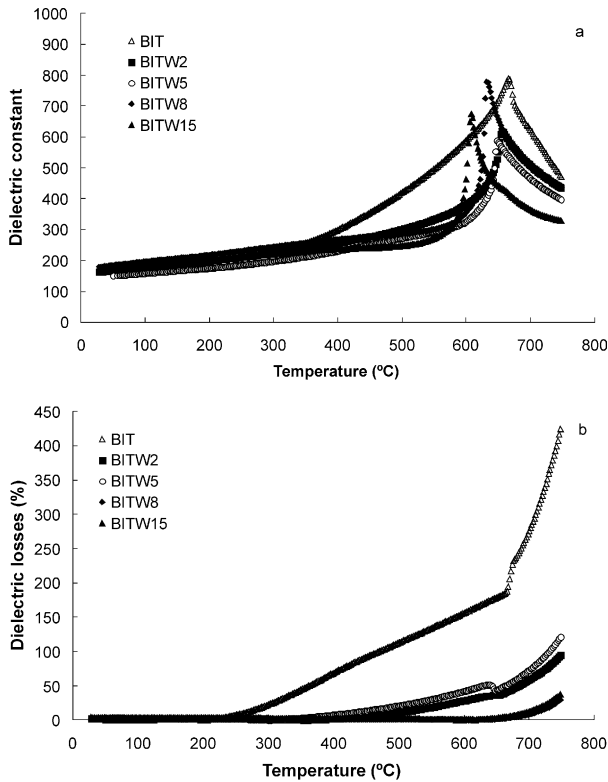 a
1000
900
800
700
600
500
400
300
200
100
0
Dielectric constant
BIT
BITW2
BITW5
BITW8
BITW15
0 100 200 300 400 500 600 700 800
Temperature (ºC)
b
450
400
350
300
250
200
150
100
50
0
Dielectric losses (%)
BIT
BITW2
BITW5
BITW8
BITW15
0 100 200 300 400 500 600 700 800
Temperature (ºC)